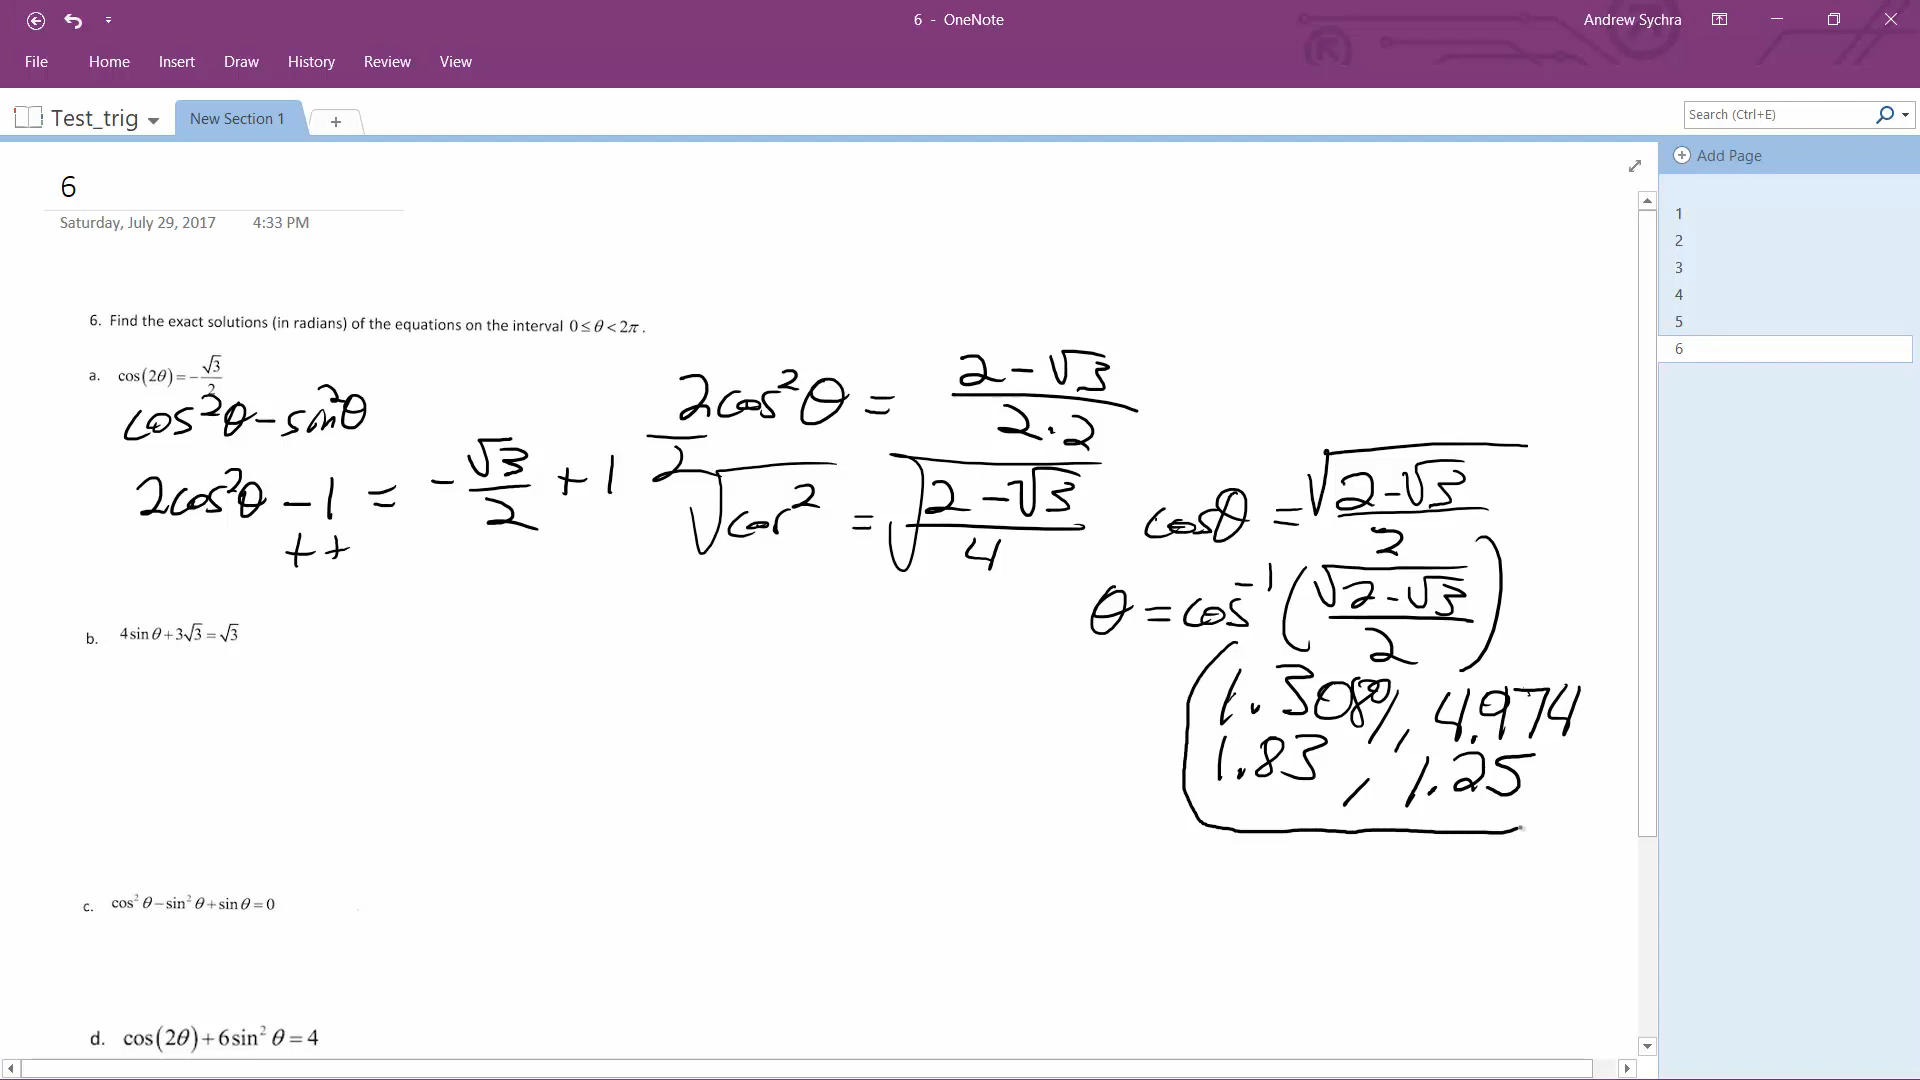 6 - OneNote
Andrew Sychra
File Home Insert Draw History Review View
Test_trig
New Section 1
+
Search (Ctrl+E)
Add Page
1
2
3
4
5
6
6
Saturday, July 29, 2017 4:33 PM
6. Find the exact solutions (in radians) of the equations on the interval 0≤θ<2π.
a. cos(2θ)=-√3/2
cos²θ-sin²θ
2cos²θ - 1 = -√3/2 + 1
+ +
2cos²θ = (2-√3)/(2·2)
2
√cos² = √((2-√3)/4)
cosθ = √(2-√3)/2
θ = cos⁻¹(√(2-√3)/2)
, 4.974
1.83, 1.25
b. 4sinθ+3√3=√3
c. cos²θ-sin²θ+sinθ=0
d. cos(2θ)+6sin²θ=4